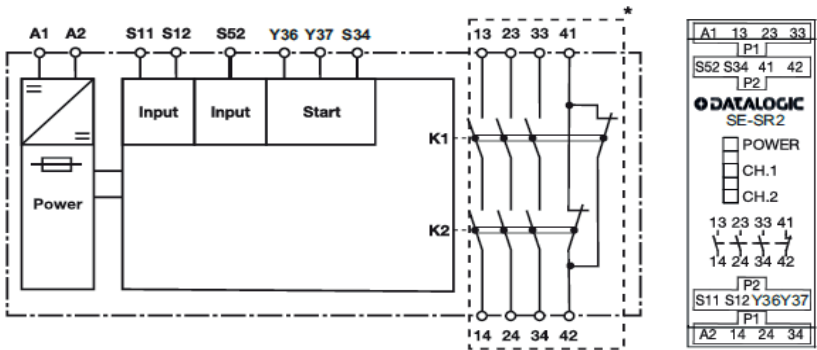 A1 A2 S11 S12 S52 Y36 Y37 S34 13 23 33 41 *
Input Input Start
K1
Power
K2
14 24 34 42
A1 13 23 33
P1
S52 S34 41 42
P2
DATALOGIC
SE-SR2
POWER
CH.1
CH.2
13 23 33 41
14 24 34 42
P2
S11 S12 Y36 Y37
P1
A2 14 24 34